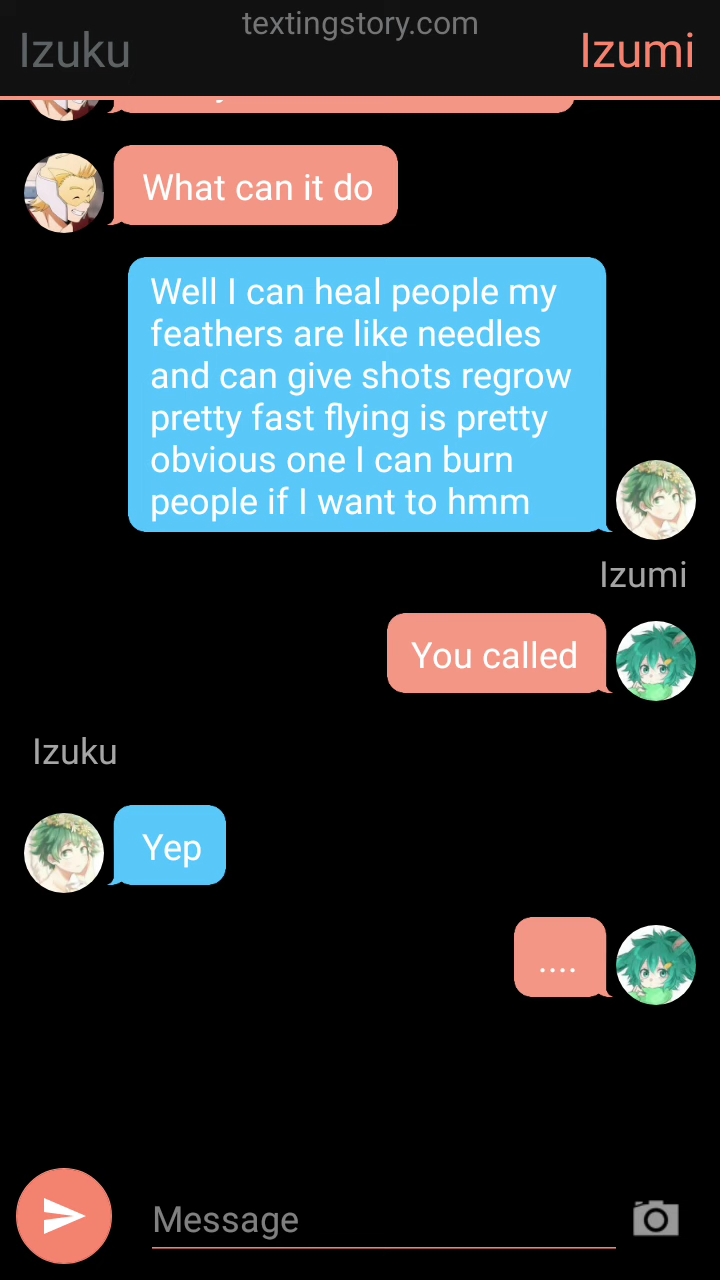 textingstory.com
Izuku
Izumi
What can it do
Well I can heal people my
feathers are like needles
and can give shots regrow
pretty fast flying is pretty
obvious one I can burn
people if I want to hmm
Izumi
You called
Izuku
Yep
....
Message